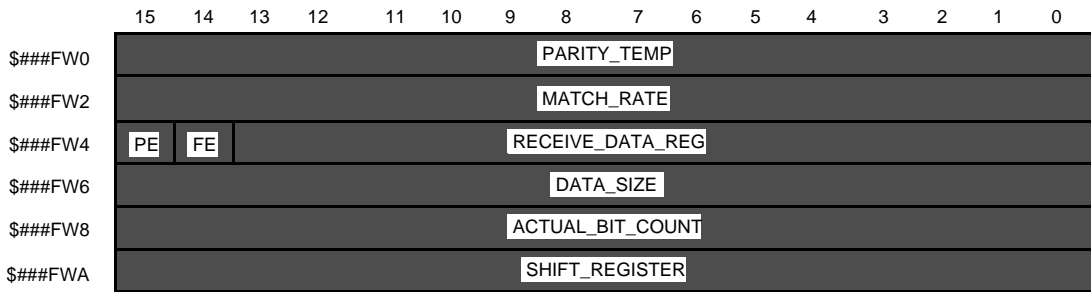 15 14 13 12 11 10 9 8 7 6 5 4 3 2 1 0
$###FW0 PARITY_TEMP
$###FW2 MATCH_RATE
$###FW4 PE FE RECEIVE_DATA_REG
$###FW6 DATA_SIZE
$###FW8 ACTUAL_BIT_COUNT
$###FWA SHIFT_REGISTER